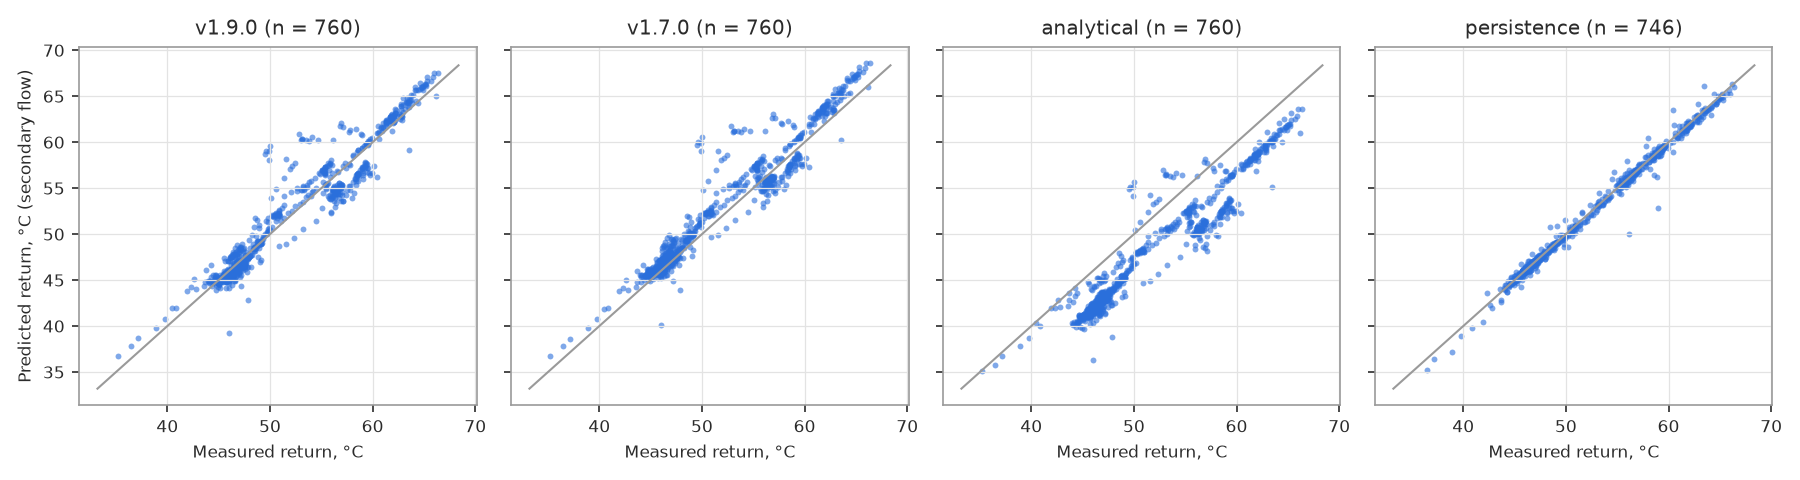 v1.9.0 (n = 760)
v1.7.0 (n = 760)
analytical (n = 760)
persistence (n = 746)
Predicted return, °C (secondary flow)
70
65
60
55
50
45
40
35
40 50 60 70
40 50 60 70
40 50 60 70
40 50 60 70
Measured return, °C
Measured return, °C
Measured return, °C
Measured return, °C